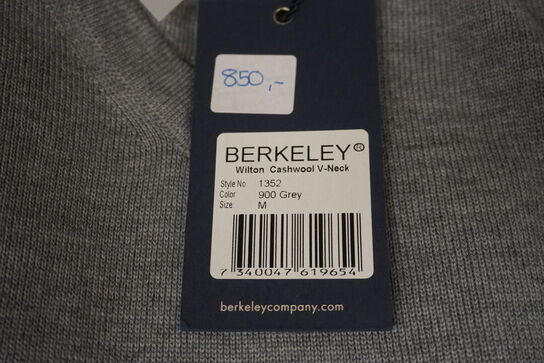 850,-
BERKELEY®
Wilton Cashwool V-Neck
Style No 1352
Color 900 Grey
Size: M
7 340047 619654
berkeleycompany.com